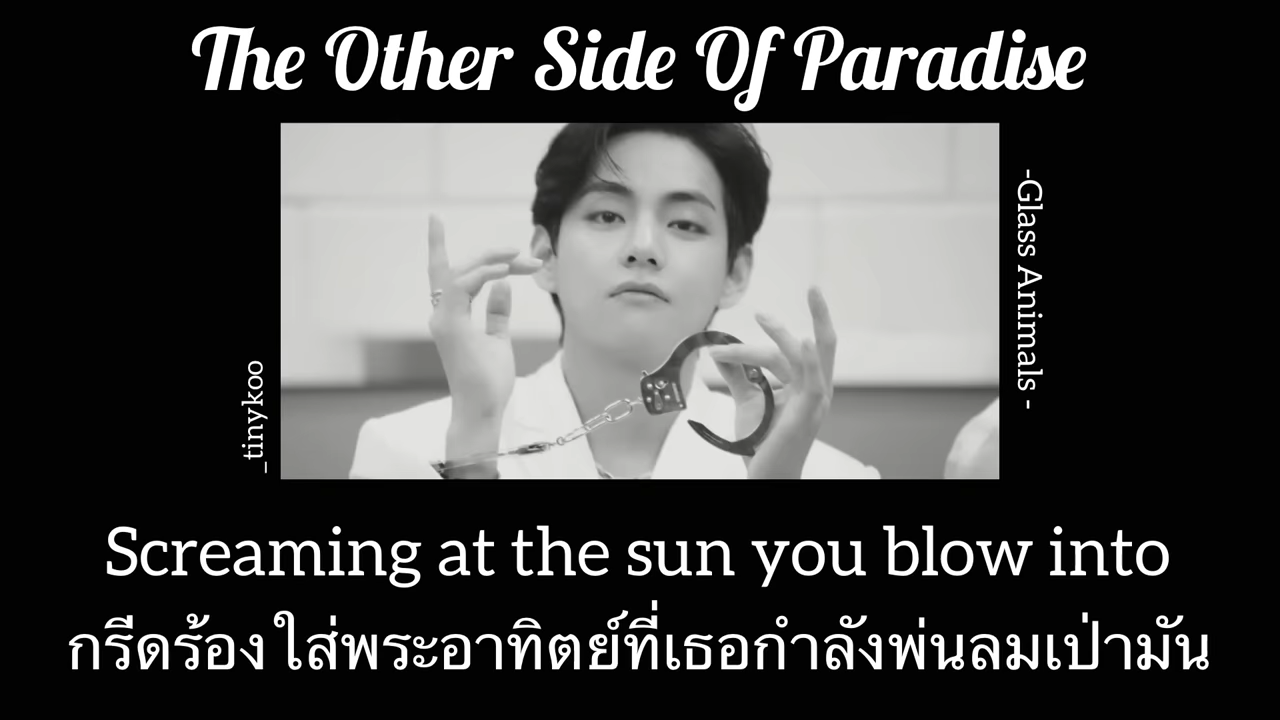 The Other Side Of Paradise
-Glass Animals -
_tinykoo
Screaming at the sun you blow into
กรีดร้องใส่พระอาทิตย์ที่เธอกำลังพ่นลมเป่ามัน